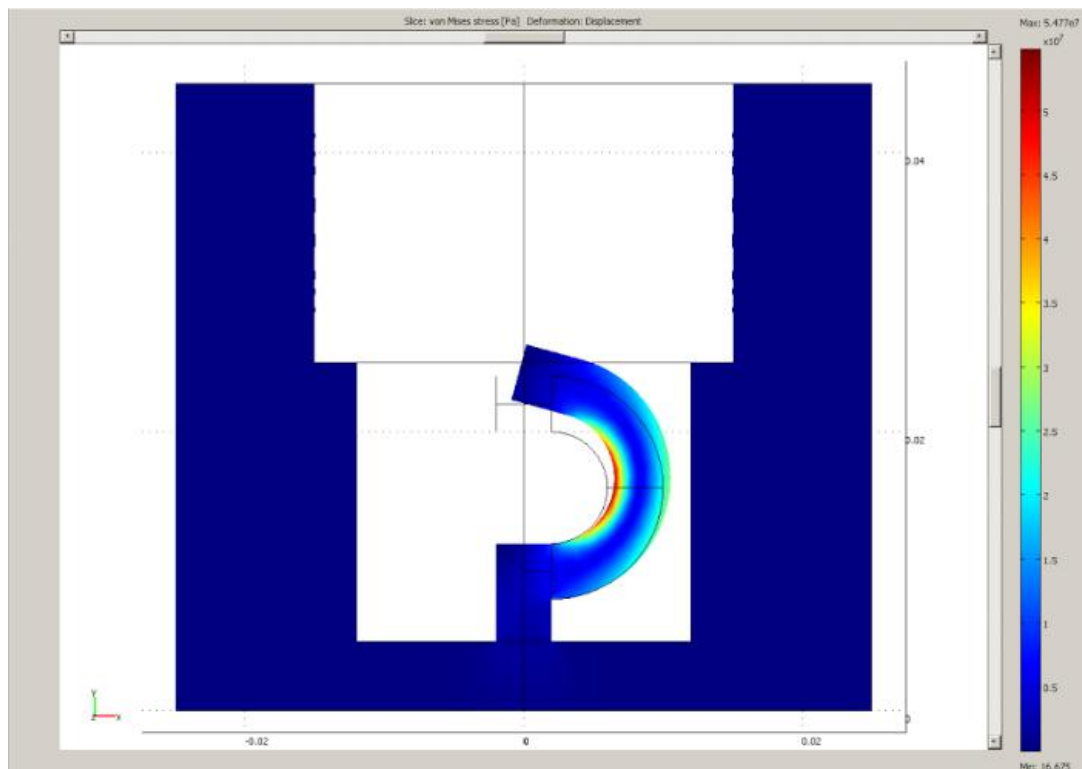 Slice: von Mises stress [Pa]  Deformation: Displacement
Max: 5.477e7
×10⁷
5
4.5
4
3.5
3
2.5
2
1.5
1
0.5
Min: 16.675
0.04
0.02
0
-0.02
0
0.02
y
z
x